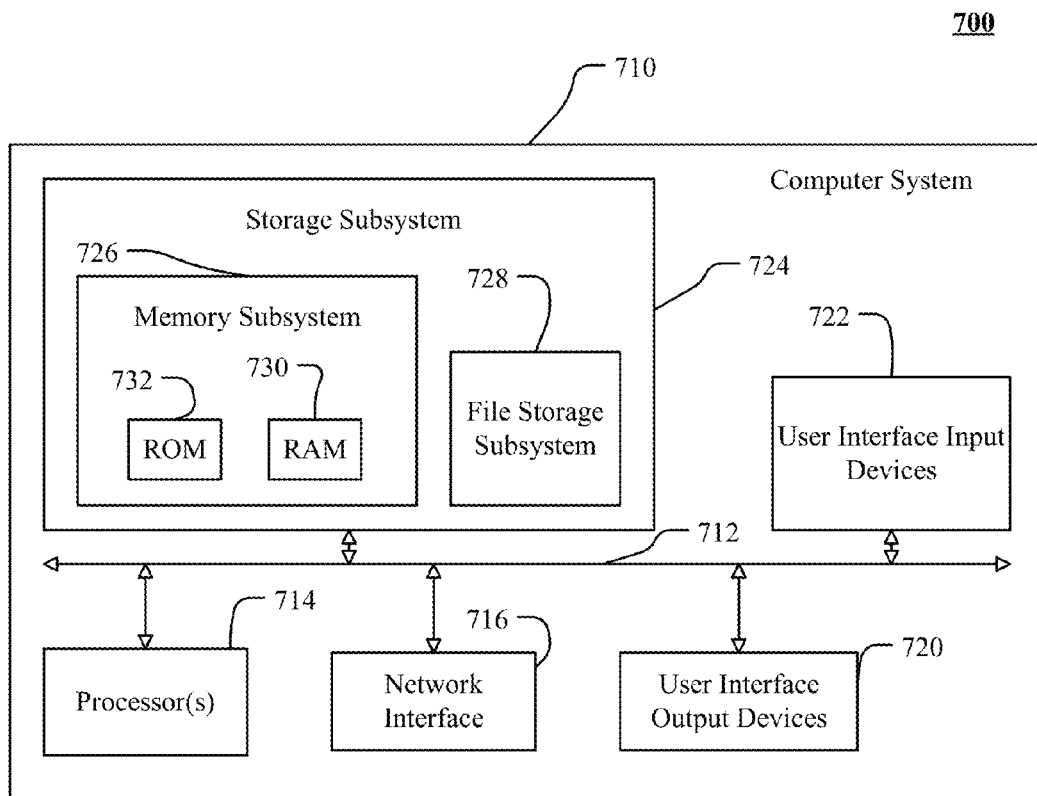 700
710
Computer System
Storage Subsystem
726
728
724
Memory Subsystem
722
732
730
ROM
RAM
File Storage
Subsystem
User Interface Input
Devices
712
714
716
720
Processor(s)
Network
Interface
User Interface
Output Devices